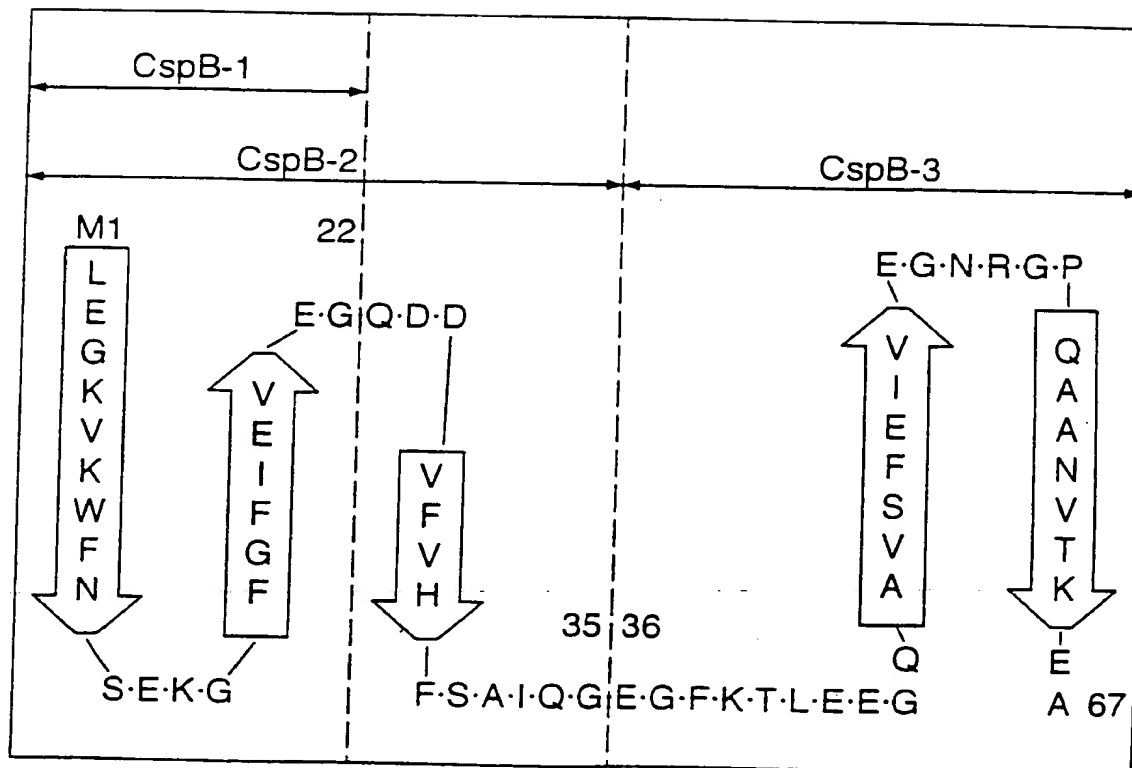 CspB-1
CspB-2
CspB-3
M1
22
L
E
G
K
V
K
W
F
N
S·E·K·G
F
G
F
I
E
V
E·G·Q·D·D
V
F
V
H
F·S·A·I·Q·G·E·G·F·K·T·L·E·E·G
35 36
Q
A
V
S
F
E
I
V
E·G·N·R·G·P
Q
A
A
N
V
T
K
E
A 67